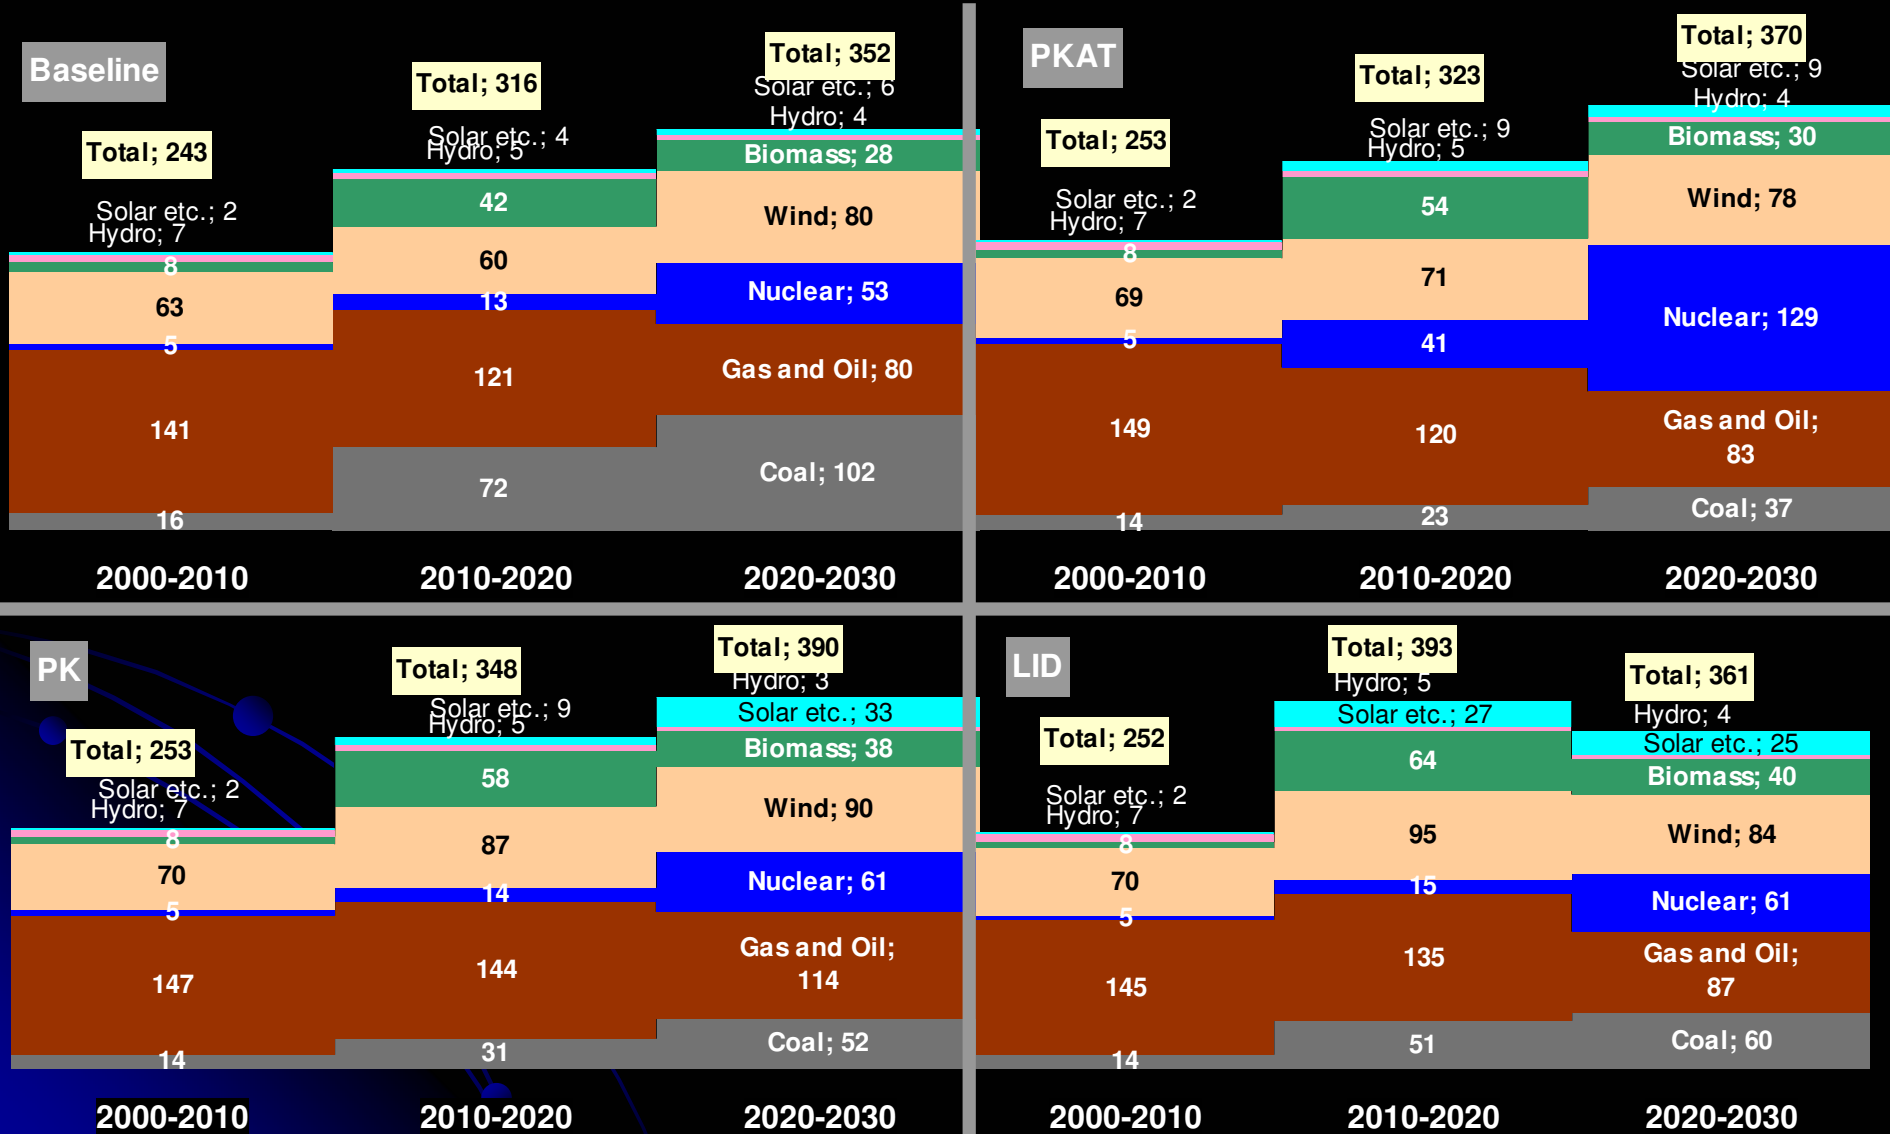 Baseline
Total; 243
Solar etc.; 2
Hydro; 7
8
63
5
141
16
2000-2010
Total; 316
Solar etc.; 4
Hydro; 5
42
60
13
121
72
2010-2020
Total; 352
Solar etc.; 6
Hydro; 4
Biomass; 28
Wind; 80
Nuclear; 53
Gas and Oil; 80
Coal; 102
2020-2030
PKAT
Total; 253
Solar etc.; 2
Hydro; 7
8
69
5
149
14
2000-2010
Total; 323
Solar etc.; 9
Hydro; 5
54
71
41
120
23
2010-2020
Total; 370
Solar etc.; 9
Hydro; 4
Biomass; 30
Wind; 78
Nuclear; 129
Gas and Oil;
83
Coal; 37
2020-2030
PK
Total; 253
Solar etc.; 2
Hydro; 7
8
70
5
147
14
2000-2010
Total; 348
Solar etc.; 9
Hydro; 5
58
87
14
144
31
2010-2020
Total; 390
Hydro; 3
Solar etc.; 33
Biomass; 38
Wind; 90
Nuclear; 61
Gas and Oil;
114
Coal; 52
2020-2030
LID
Total; 252
Solar etc.; 2
Hydro; 7
8
70
5
145
14
2000-2010
Total; 393
Hydro; 5
Solar etc.; 27
64
95
15
135
51
2010-2020
Total; 361
Hydro; 4
Solar etc.; 25
Biomass; 40
Wind; 84
Nuclear; 61
Gas and Oil;
87
Coal; 60
2020-2030